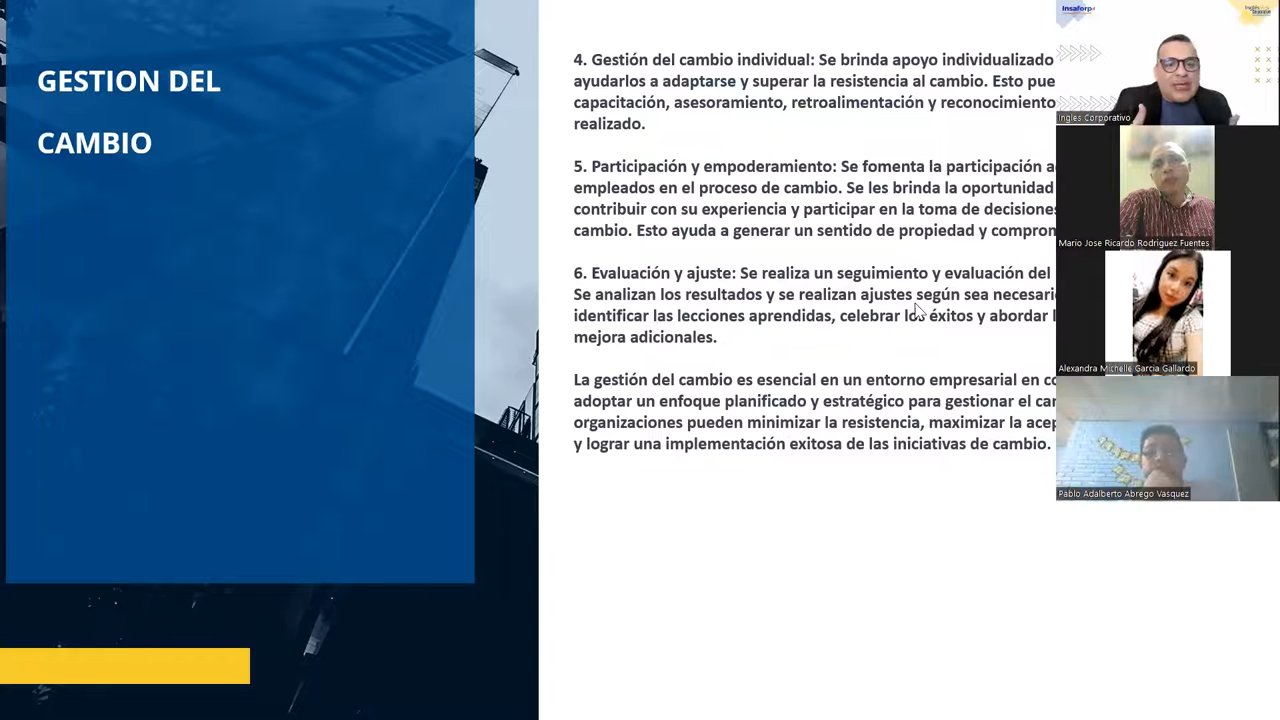 GESTION DEL
CAMBIO
4. Gestión del cambio individual: Se brinda apoyo individualizado
ayudarlos a adaptarse y superar la resistencia al cambio. Esto pue
capacitación, asesoramiento, retroalimentación y reconocimiento
realizado.
5. Participación y empoderamiento: Se fomenta la participación a
empleados en el proceso de cambio. Se les brinda la oportunidad
contribuir con su experiencia y participar en la toma de decisiones
cambio. Esto ayuda a generar un sentido de propiedad y comprom
6. Evaluación y ajuste: Se realiza un seguimiento y evaluación del
Se analizan los resultados y se realizan ajustes según sea necesari
identificar las lecciones aprendidas, celebrar los éxitos y abordar l
mejora adicionales.
La gestión del cambio es esencial en un entorno empresarial en co
adoptar un enfoque planificado y estratégico para gestionar el car
organizaciones pueden minimizar la resistencia, maximizar la acep
y lograr una implementación exitosa de las iniciativas de cambio.
Insaforp
Ingles Corporativo
Mario Jose Ricardo Rodriguez Fuentes
Alexandra Michelle Garcia Gallardo
Pablo Adalberto Abrego Vasquez